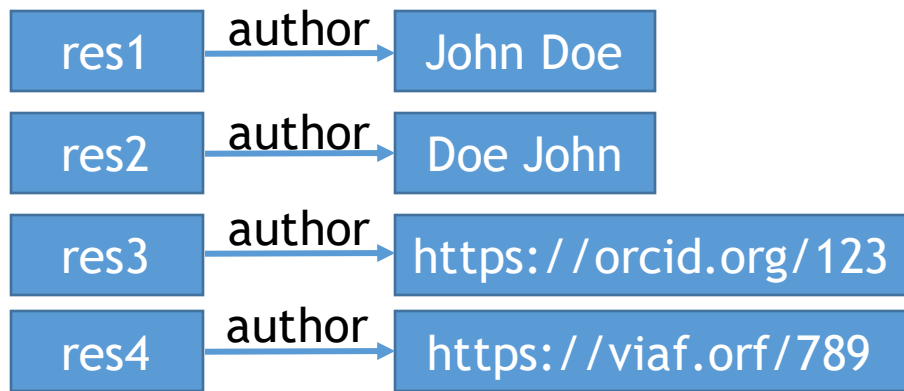 res1 author John Doe
res2 author Doe John
res3 author https://orcid.org/123
res4 author https://viaf.orf/789